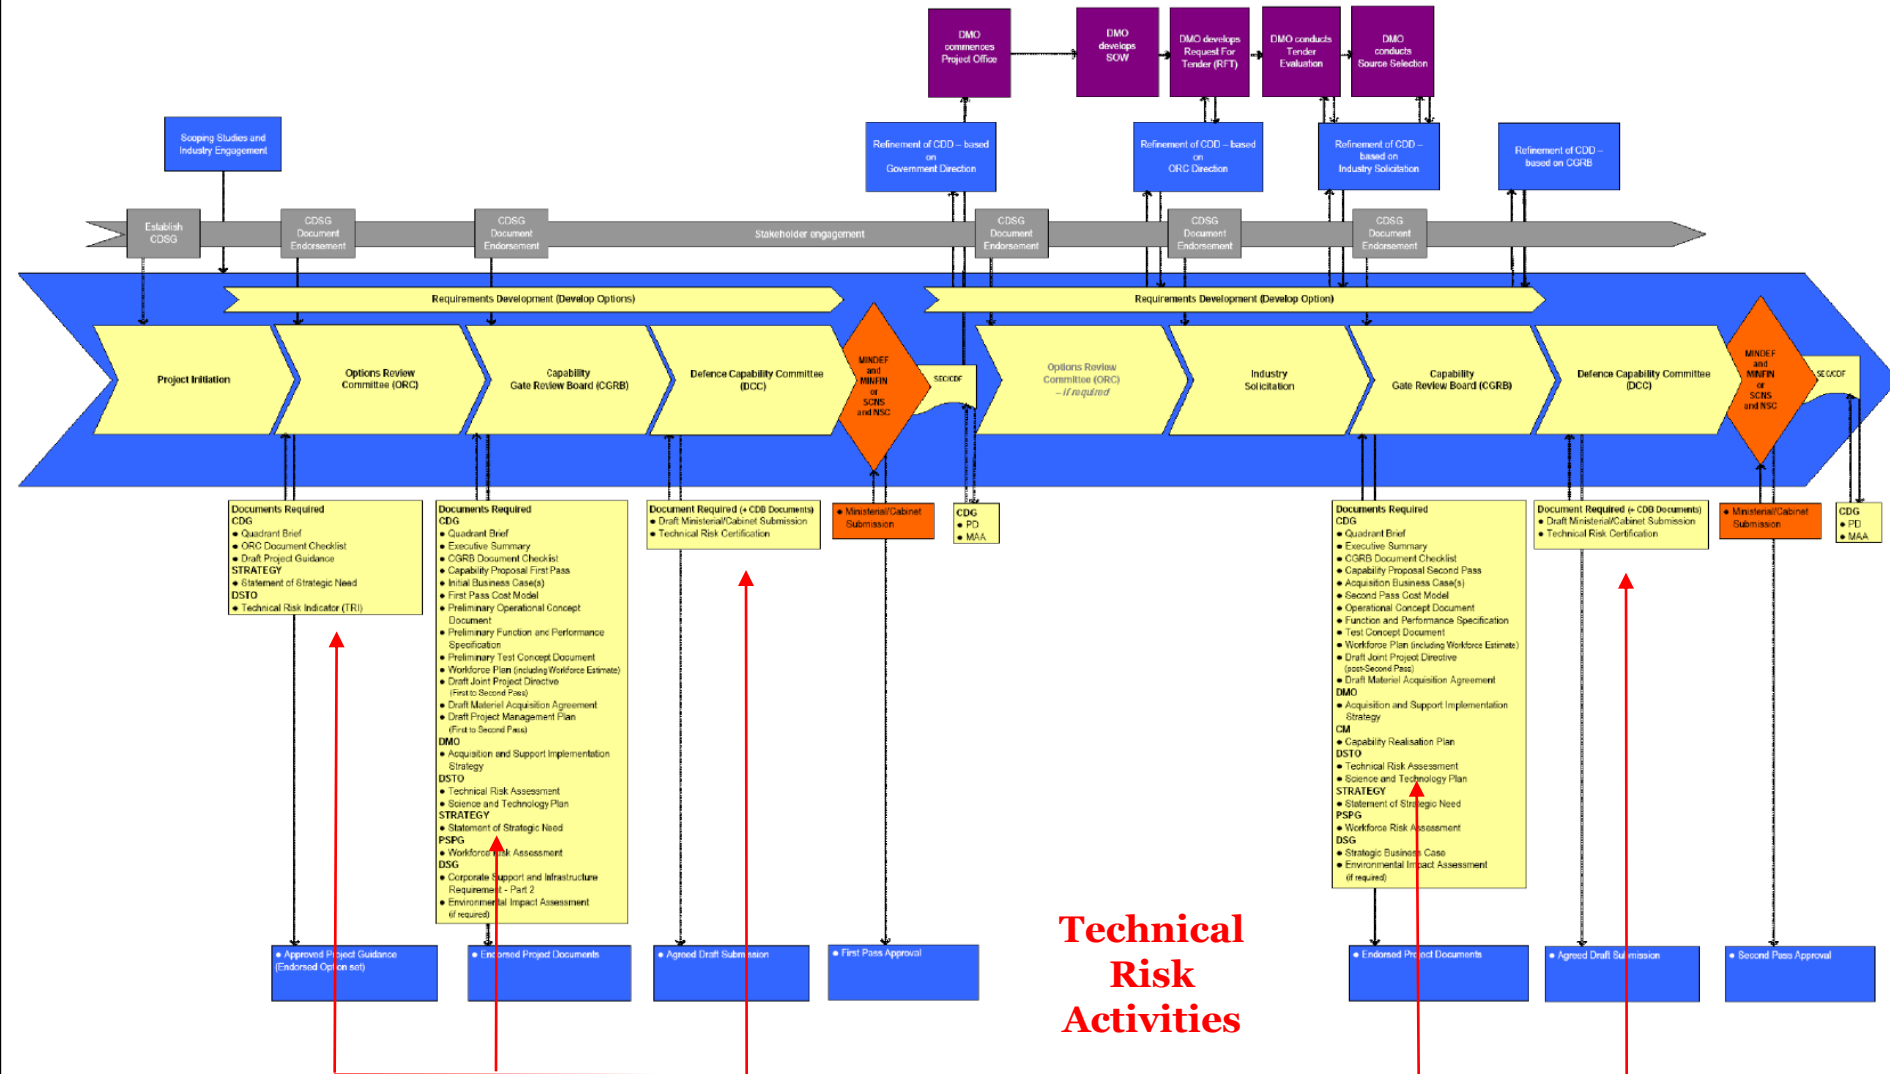 DMO
commences
Project Office
DMO
develops
SOW
DMO develops
Request For
Tender (RFT)
DMO conducts
Tender
Evaluation
DMO
conducts
Source Selection
Scoping Studies and
Industry Engagement
Refinement of CDD – based
on
Government Direction
Refinement of CDD – based
on
ORC Direction
Refinement of CDD –
based on
Industry Solicitation
Refinement of CDD –
based on CGRB
Establish
CDSG
CDSG
Document
Endorsement
CDSG
Document
Endorsement
Stakeholder engagement
CDSG
Document
Endorsement
CDSG
Document
Endorsement
CDSG
Document
Endorsement
Requirements Development (Develop Options)
Requirements Development (Develop Option)
Project Initiation
Options Review
Committee (ORC)
Capability
Gate Review Board (CGRB)
Defence Capability Committee
(DCC)
MINDEF
and
MINFIN
or
SCNS
and NSC
SEC/CDF
Options Review
Committee (ORC)
– if required
Industry
Solicitation
Capability
Gate Review Board (CGRB)
Defence Capability Committee
(DCC)
MINDEF
and
MINFIN
or
SCNS
and NSC
SEC/CDF
Documents Required
CDG
● Quadrant Brief
● ORC Document Checklist
● Draft Project Guidance
STRATEGY
● Statement of Strategic Need
DSTO
● Technical Risk Indicator (TRI)
Documents Required
CDG
● Quadrant Brief
● Executive Summary
● CGRB Document Checklist
● Capability Proposal First Pass
● Initial Business Case(s)
● First Pass Cost Model
● Preliminary Operational Concept
Document
● Preliminary Function and Performance
Specification
● Preliminary Test Concept Document
● Workforce Plan (including Workforce Estimate)
● Draft Joint Project Directive
(First to Second Pass)
● Draft Materiel Acquisition Agreement
● Draft Project Management Plan
(First to Second Pass)
DMO
● Acquisition and Support Implementation
Strategy
DSTO
● Technical Risk Assessment
● Science and Technology Plan
STRATEGY
● Statement of Strategic Need
PSPG
● Workforce Risk Assessment
DSG
● Corporate Support and Infrastructure
Requirement - Part 2
● Environmental Impact Assessment
(if required)
Document Required (+ CDB Documents)
● Draft Ministerial/Cabinet Submission
● Technical Risk Certification
● Ministerial/Cabinet
Submission
CDG
● PD
● MAA
Documents Required
CDG
● Quadrant Brief
● Executive Summary
● CGRB Document Checklist
● Capability Proposal Second Pass
● Acquisition Business Case(s)
● Second Pass Cost Model
● Operational Concept Document
● Function and Performance Specification
● Test Concept Document
● Workforce Plan (including Workforce Estimate)
● Draft Joint Project Directive
(post-Second Pass)
● Draft Materiel Acquisition Agreement
DMO
● Acquisition and Support Implementation
Strategy
CM
● Capability Realisation Plan
DSTO
● Technical Risk Assessment
● Science and Technology Plan
STRATEGY
● Statement of Strategic Need
PSPG
● Workforce Risk Assessment
DSG
● Strategic Business Case
● Environmental Impact Assessment
(if required)
Document Required (+ CDB Documents)
● Draft Ministerial/Cabinet Submission
● Technical Risk Certification
● Ministerial/Cabinet
Submission
CDG
● PD
● MAA
● Approved Project Guidance
(Endorsed Option set)
● Endorsed Project Documents
● Agreed Draft Submission
● First Pass Approval
Technical
Risk
Activities
● Endorsed Project Documents
● Agreed Draft Submission
● Second Pass Approval